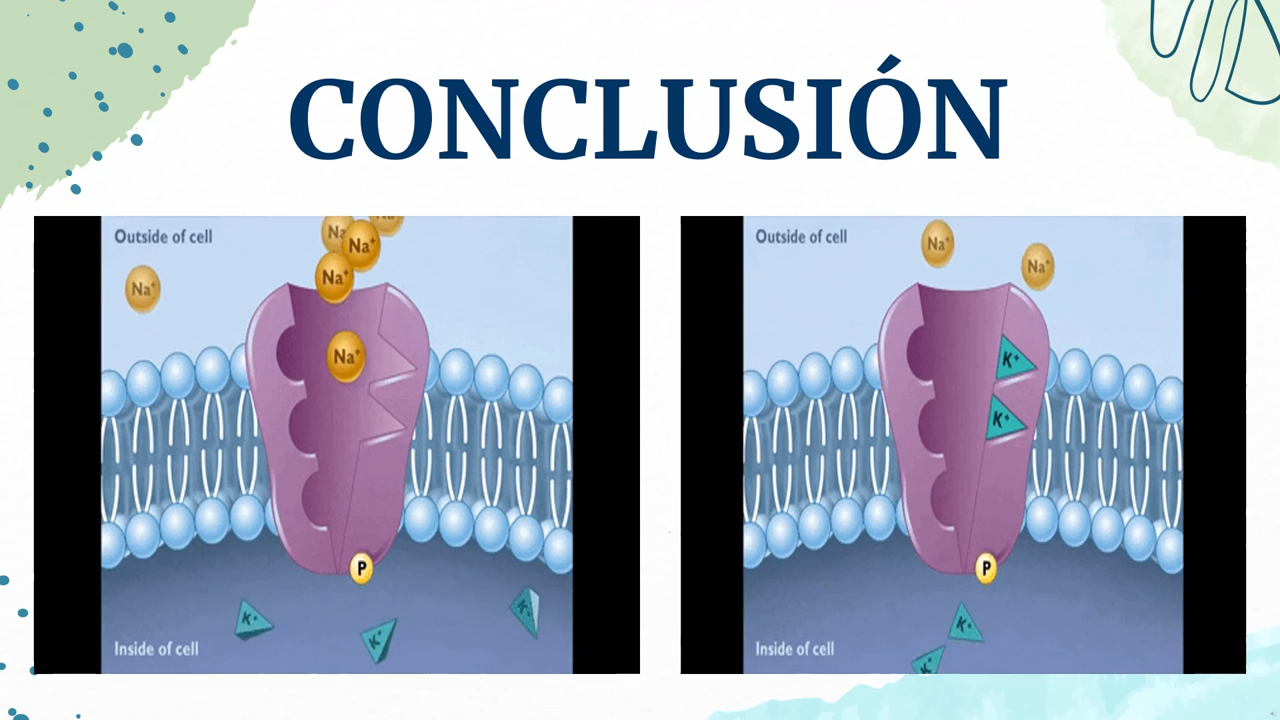 CONCLUSIÓN
Outside of cell
Na
Na
Na⁺
Na⁺
Na⁺
Na⁺
P
K⁺
K⁺
K⁺
Inside of cell
Outside of cell
Na⁺
Na⁺
K⁺
K⁺
P
K⁺
K⁺
Inside of cell